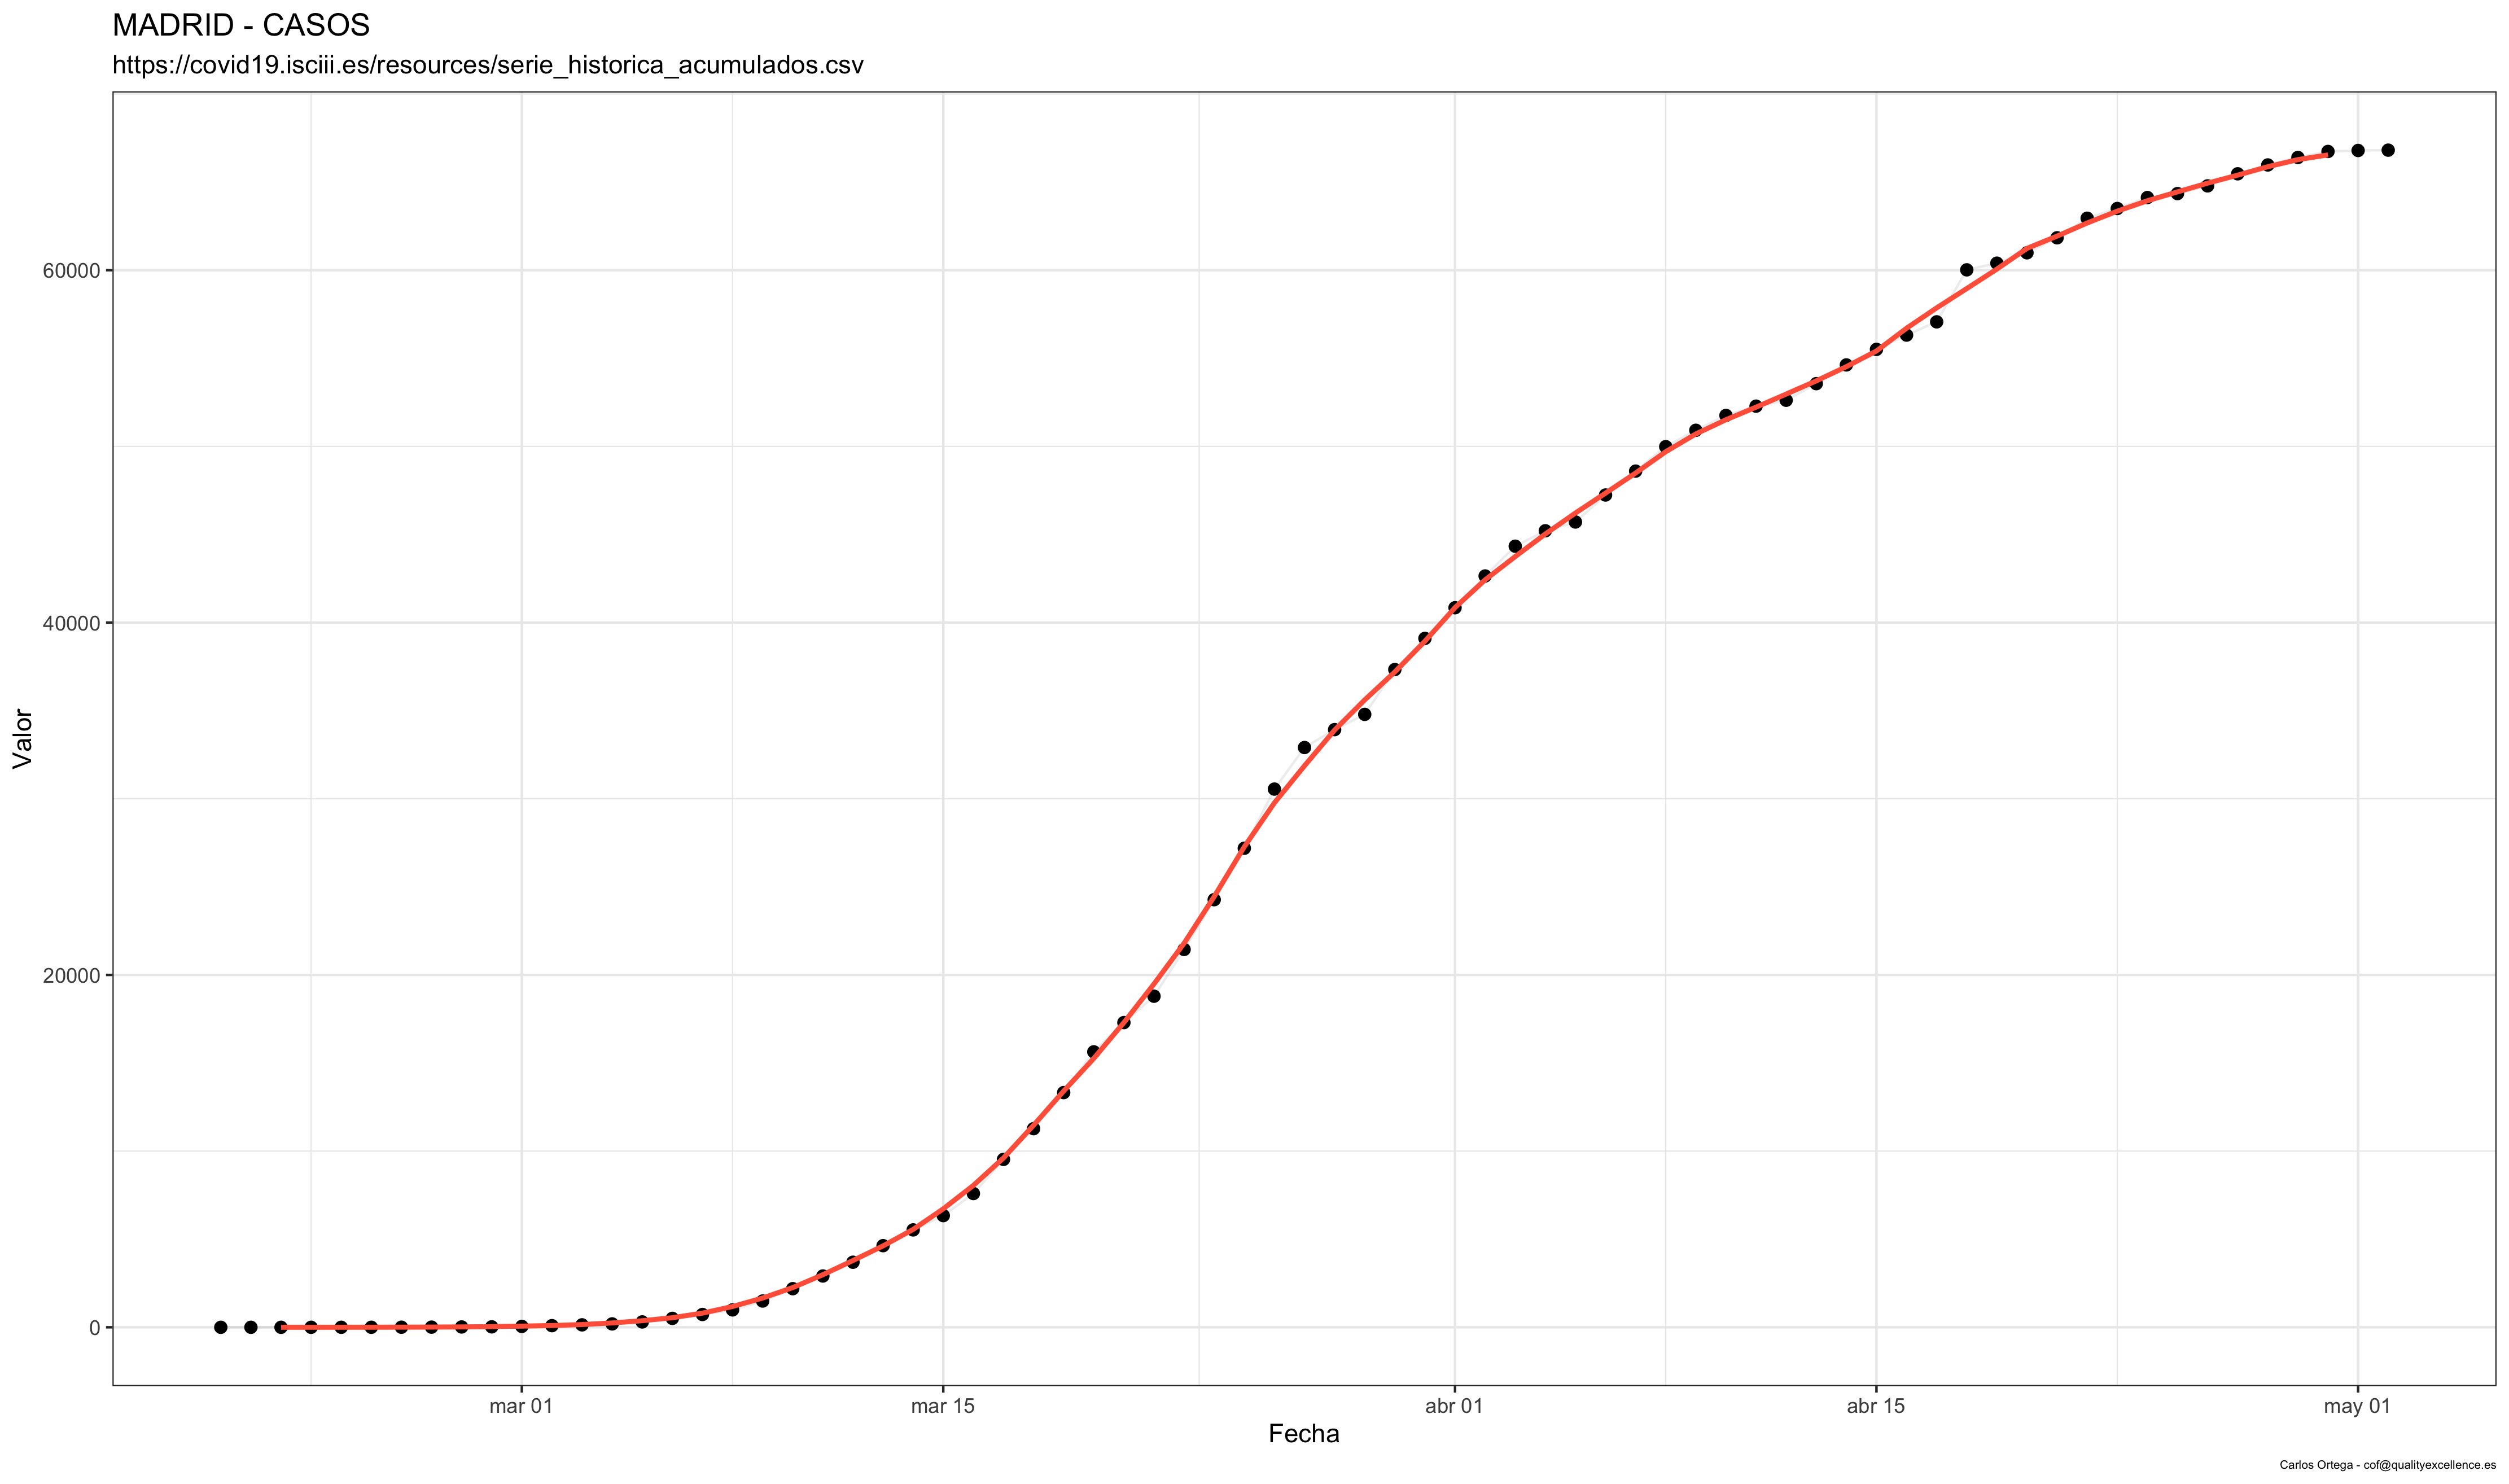 MADRID - CASOS
https://covid19.isciii.es/resources/serie_historica_acumulados.csv
Valor
60000
40000
20000
0
mar 01
mar 15
abr 01
abr 15
may 01
Fecha
Carlos Ortega - cof@qualityexcellence.es